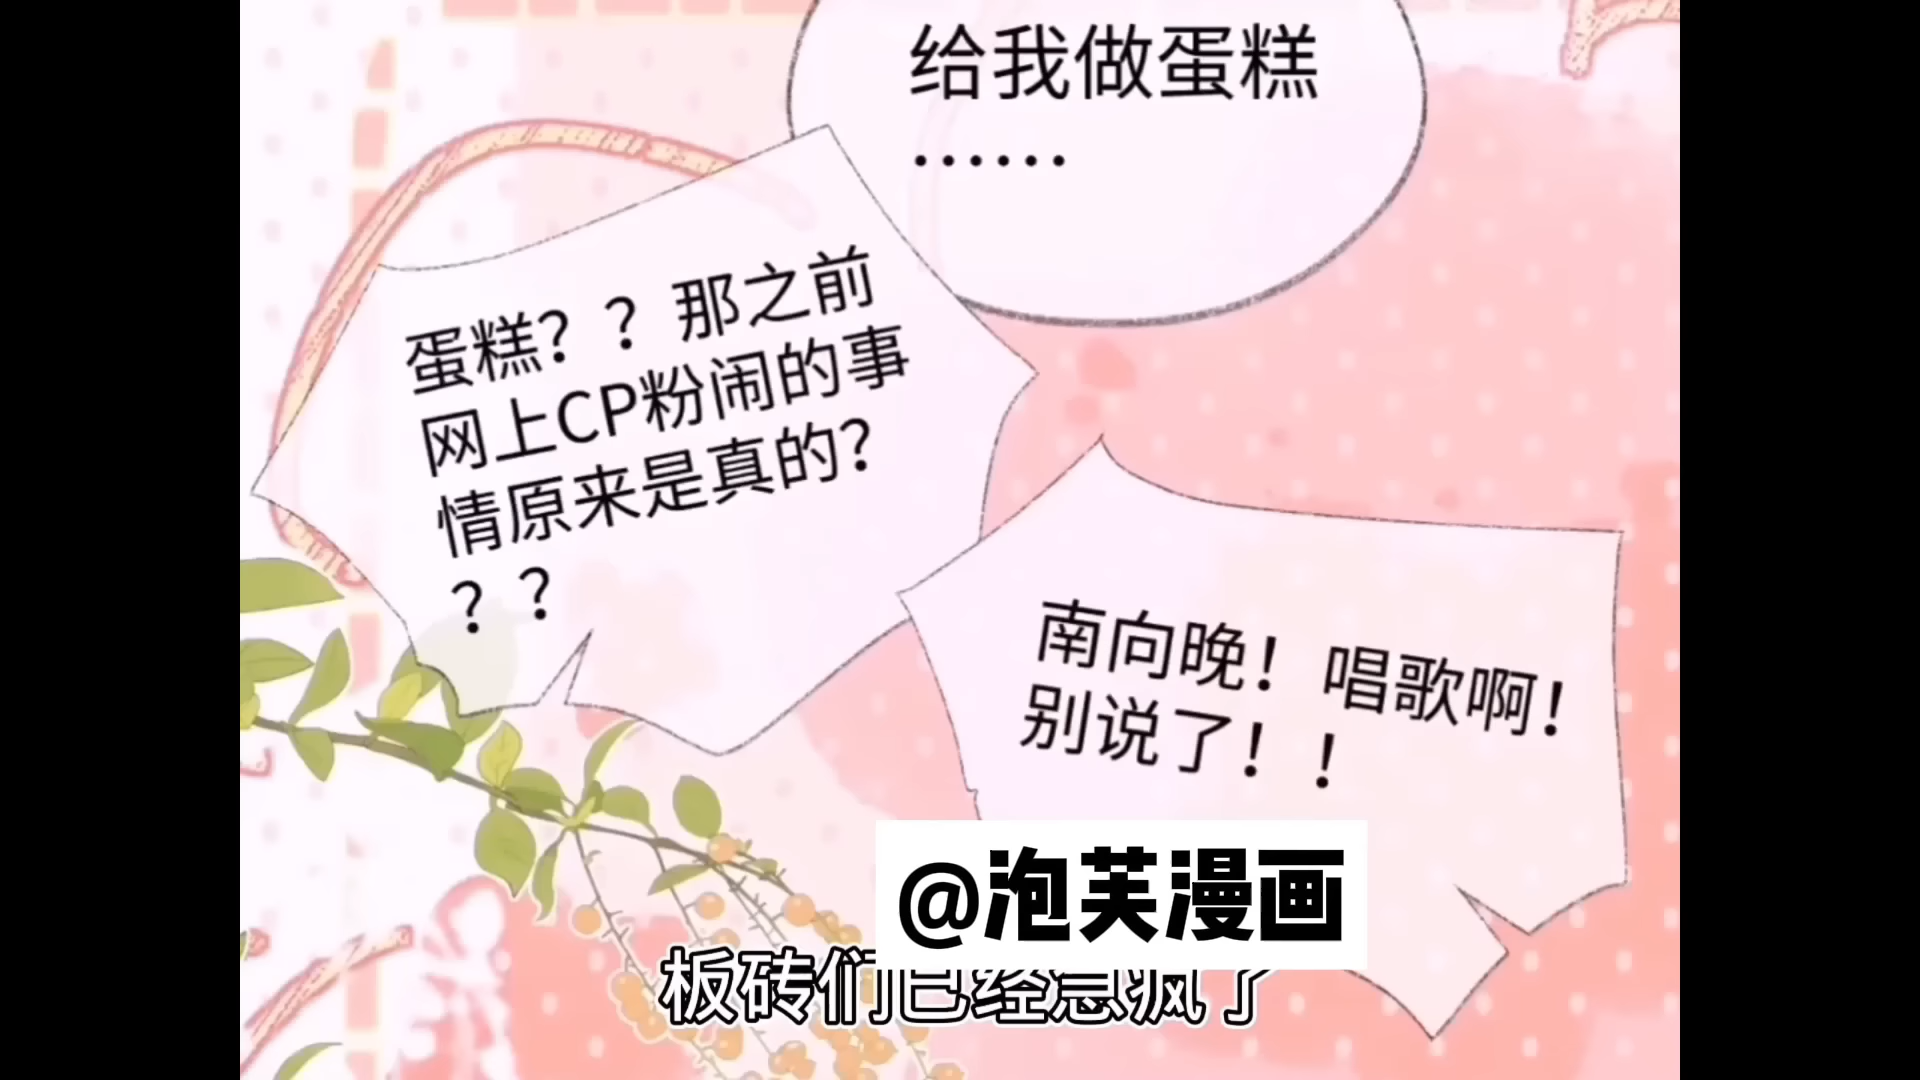 给我做蛋糕
……
蛋糕？？那之前
网上CP粉闹的事
情原来是真的？
？？
南向晚！唱歌啊！
别说了！！
@泡芙漫画
板砖们已经急疯了